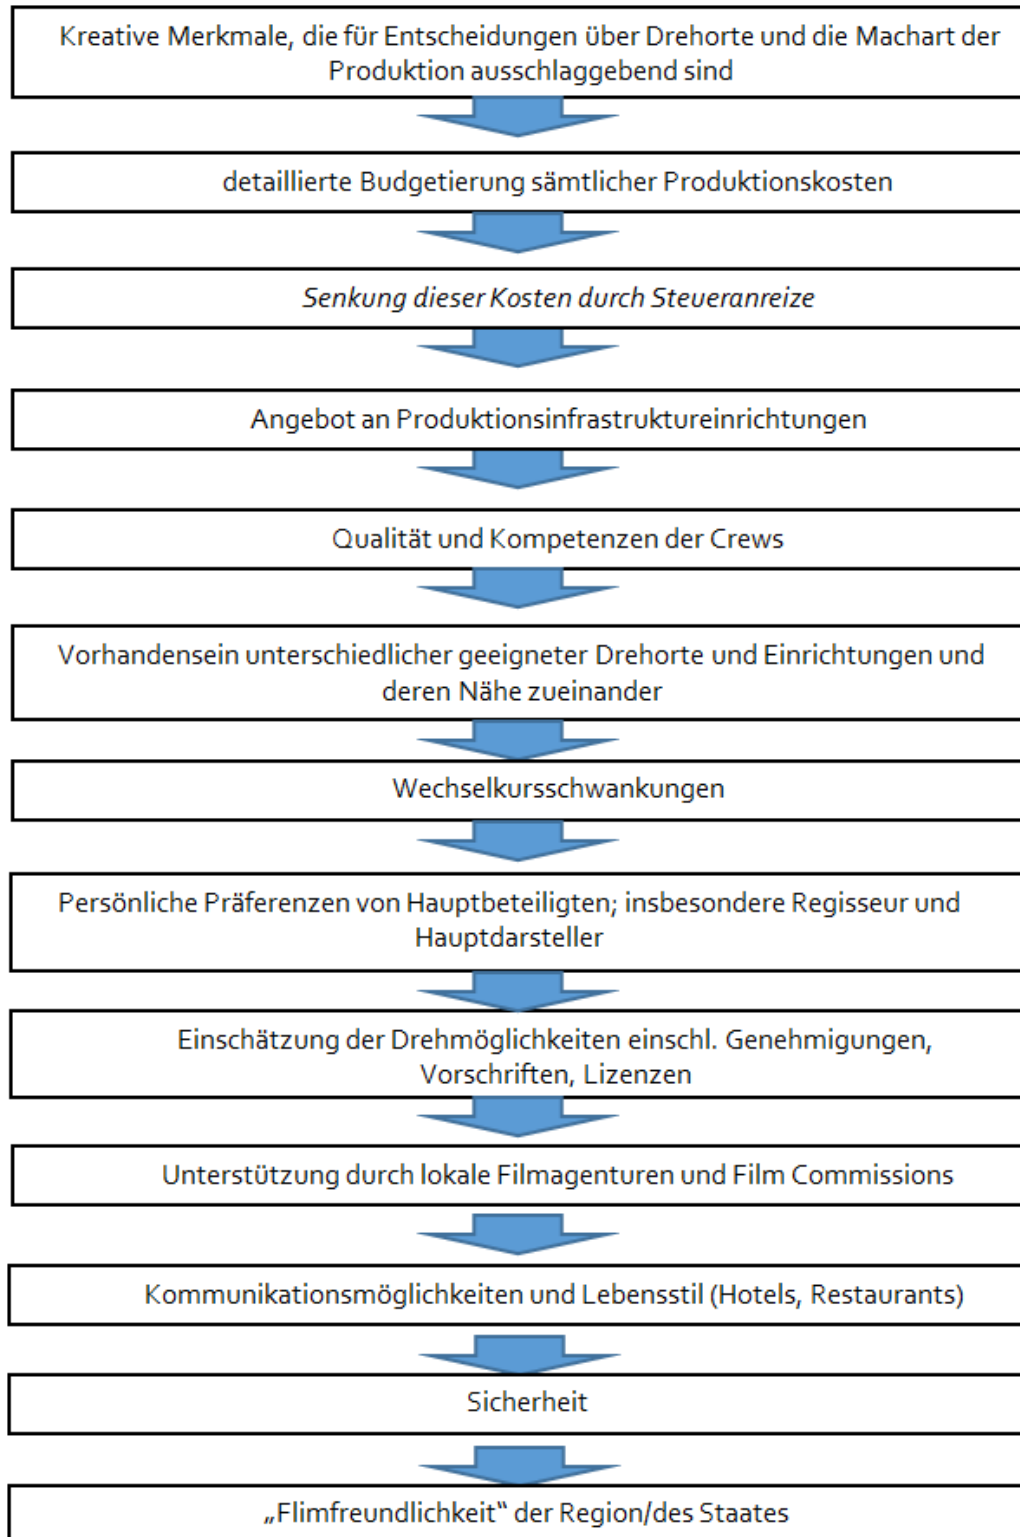 Kreative Merkmale, die für Entscheidungen über Drehorte und die Machart der
Produktion ausschlaggebend sind
detaillierte Budgetierung sämtlicher Produktionskosten
Senkung dieser Kosten durch Steueranreize
Angebot an Produktionsinfrastruktureinrichtungen
Qualität und Kompetenzen der Crews
Vorhandensein unterschiedlicher geeigneter Drehorte und Einrichtungen und
deren Nähe zueinander
Wechselkursschwankungen
Persönliche Präferenzen von Hauptbeteiligten; insbesondere Regisseur und
Hauptdarsteller
Einschätzung der Drehmöglichkeiten einschl. Genehmigungen,
Vorschriften, Lizenzen
Unterstützung durch lokale Filmagenturen und Film Commissions
Kommunikationsmöglichkeiten und Lebensstil (Hotels, Restaurants)
Sicherheit
„Flimfreundlichkeit“ der Region/des Staates